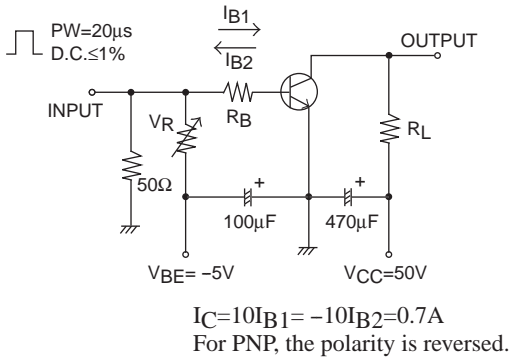 IB1
PW=20μs
D.C.≤1%
IB2
OUTPUT
INPUT
VR
RB
RL
50Ω
+
+
100μF
470μF
VBE= −5V
VCC=50V
IC=10IB1= −10IB2=0.7A
For PNP, the polarity is reversed.